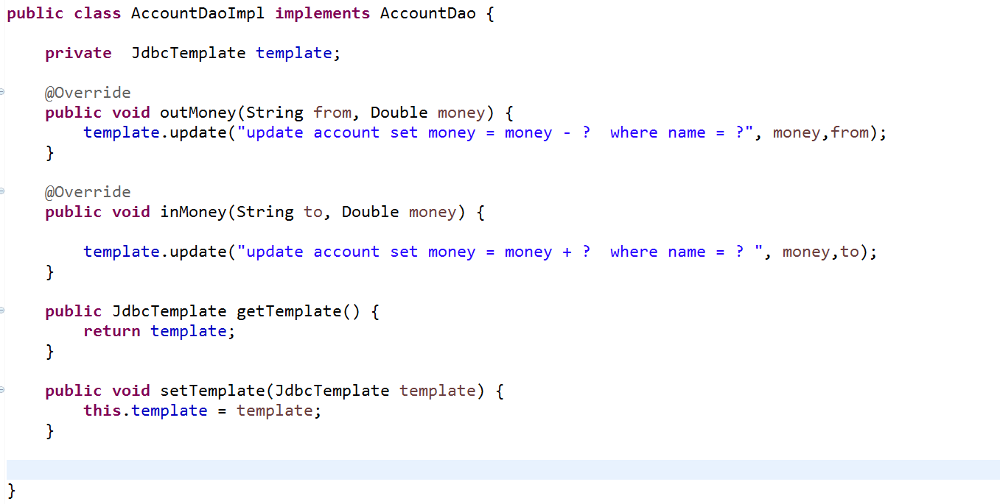 public class AccountDaoImpl implements AccountDao {
private  JdbcTemplate template;
@Override
public void outMoney(String from, Double money) {
template.update("update account set money = money - ?  where name = ?", money,from);
}
@Override
public void inMoney(String to, Double money) {
template.update("update account set money = money + ?  where name = ? ", money,to);
}
public JdbcTemplate getTemplate() {
return template;
}
public void setTemplate(JdbcTemplate template) {
this.template = template;
}
}